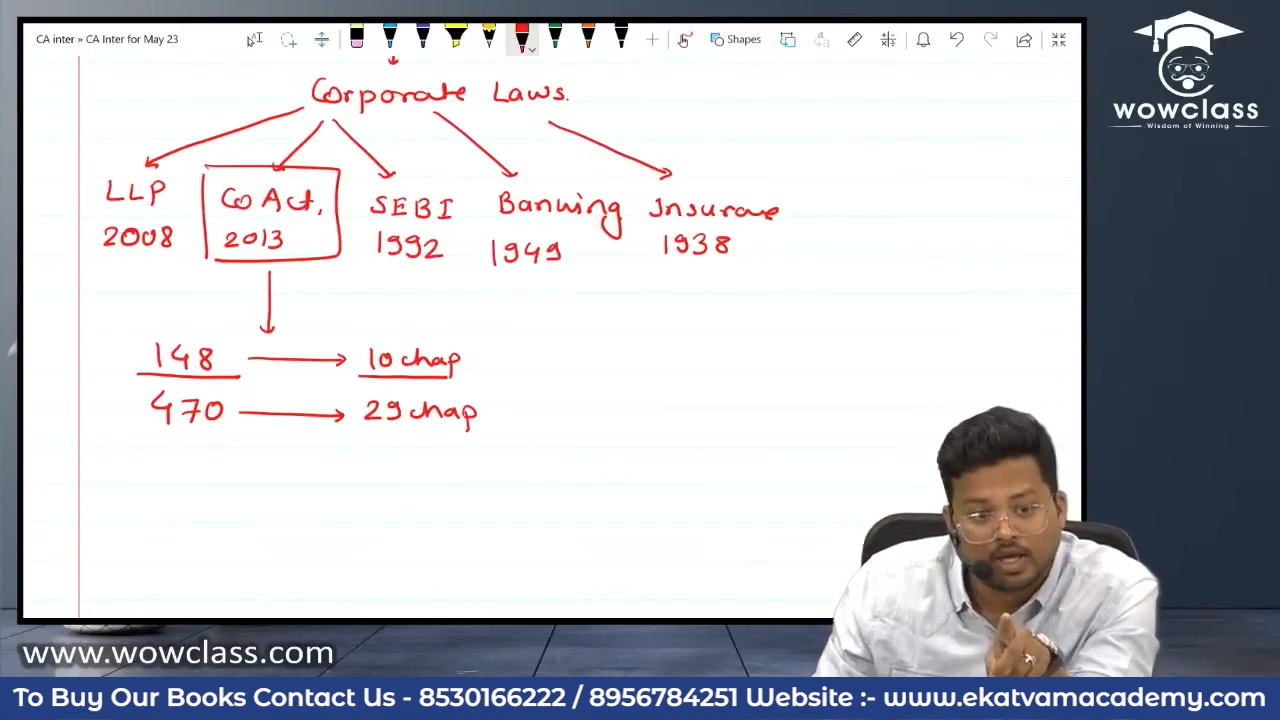 CA inter » CA Inter for May 23
Shapes
wowclass
Wisdom of Winning
Corporate Laws.
LLP
2008
Co Act,
2013
SEBI
1992
Banking
1949
Insurance
1938
148 → 10 chap
470 → 29 chap
www.wowclass.com
To Buy Our Books Contact Us - 8530166222 / 8956784251 Website :- www.ekatvamacademy.com